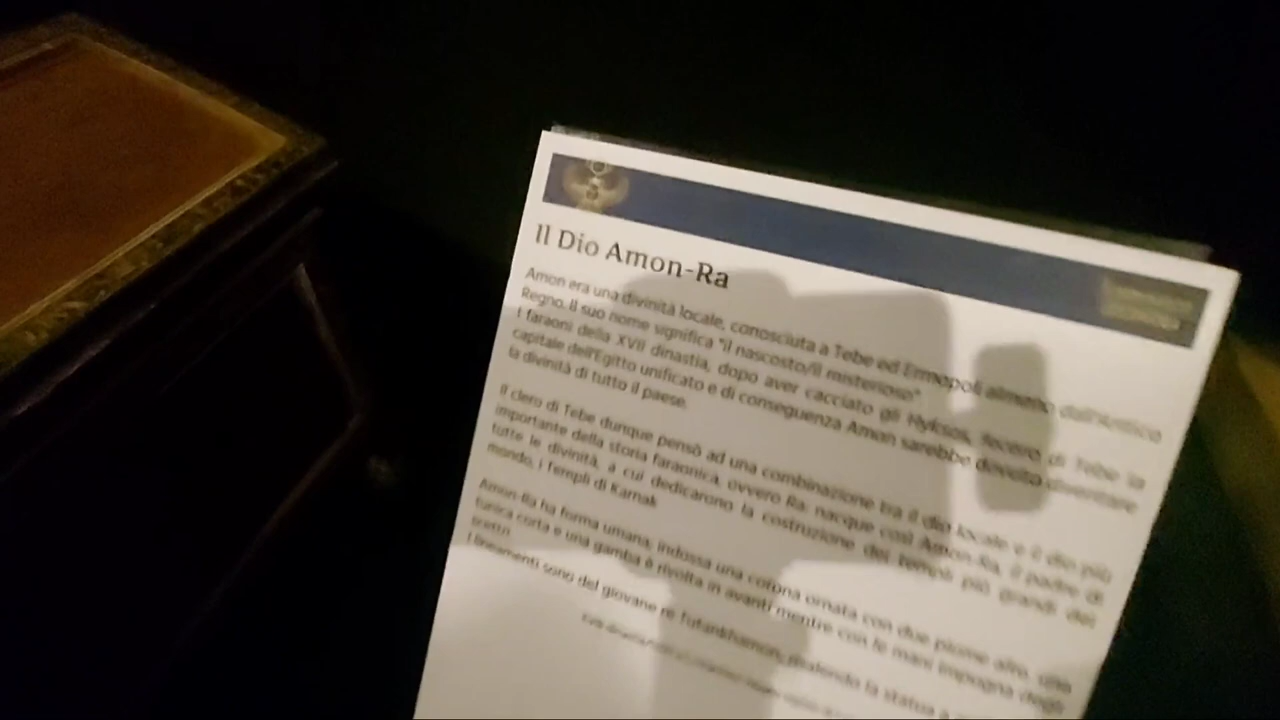 Il Dio Amon-Ra
Amon era una divinità locale, conosciuta a Tebe ed Ermopoli almeno dall'Antico
Regno. Il suo nome significa "il nascosto/il misterioso".
I faraoni della XVII dinastia, dopo aver cacciato gli Hyksos, fecero di Tebe la
capitale dell'Egitto unificato e di conseguenza Amon sarebbe dovuto diventare
la divinità di tutto il paese.
Il clero di Tebe dunque pensò ad una combinazione tra il dio locale e il dio più
importante della storia faraonica, ovvero Ra: nacque così Amon-Ra, il padre di
tutte le divinità, a cui dedicarono la costruzione dei templi più grandi del
mondo, i Templi di Karnak.
Amon-Ra ha forma umana, indossa una corona ornata con due piume alte, una
tunica corta e una gamba è rivolta in avanti mentre con le mani impugna degli
scettri.
I lineamenti sono del giovane re Tutankhamon, risalendo la statua a